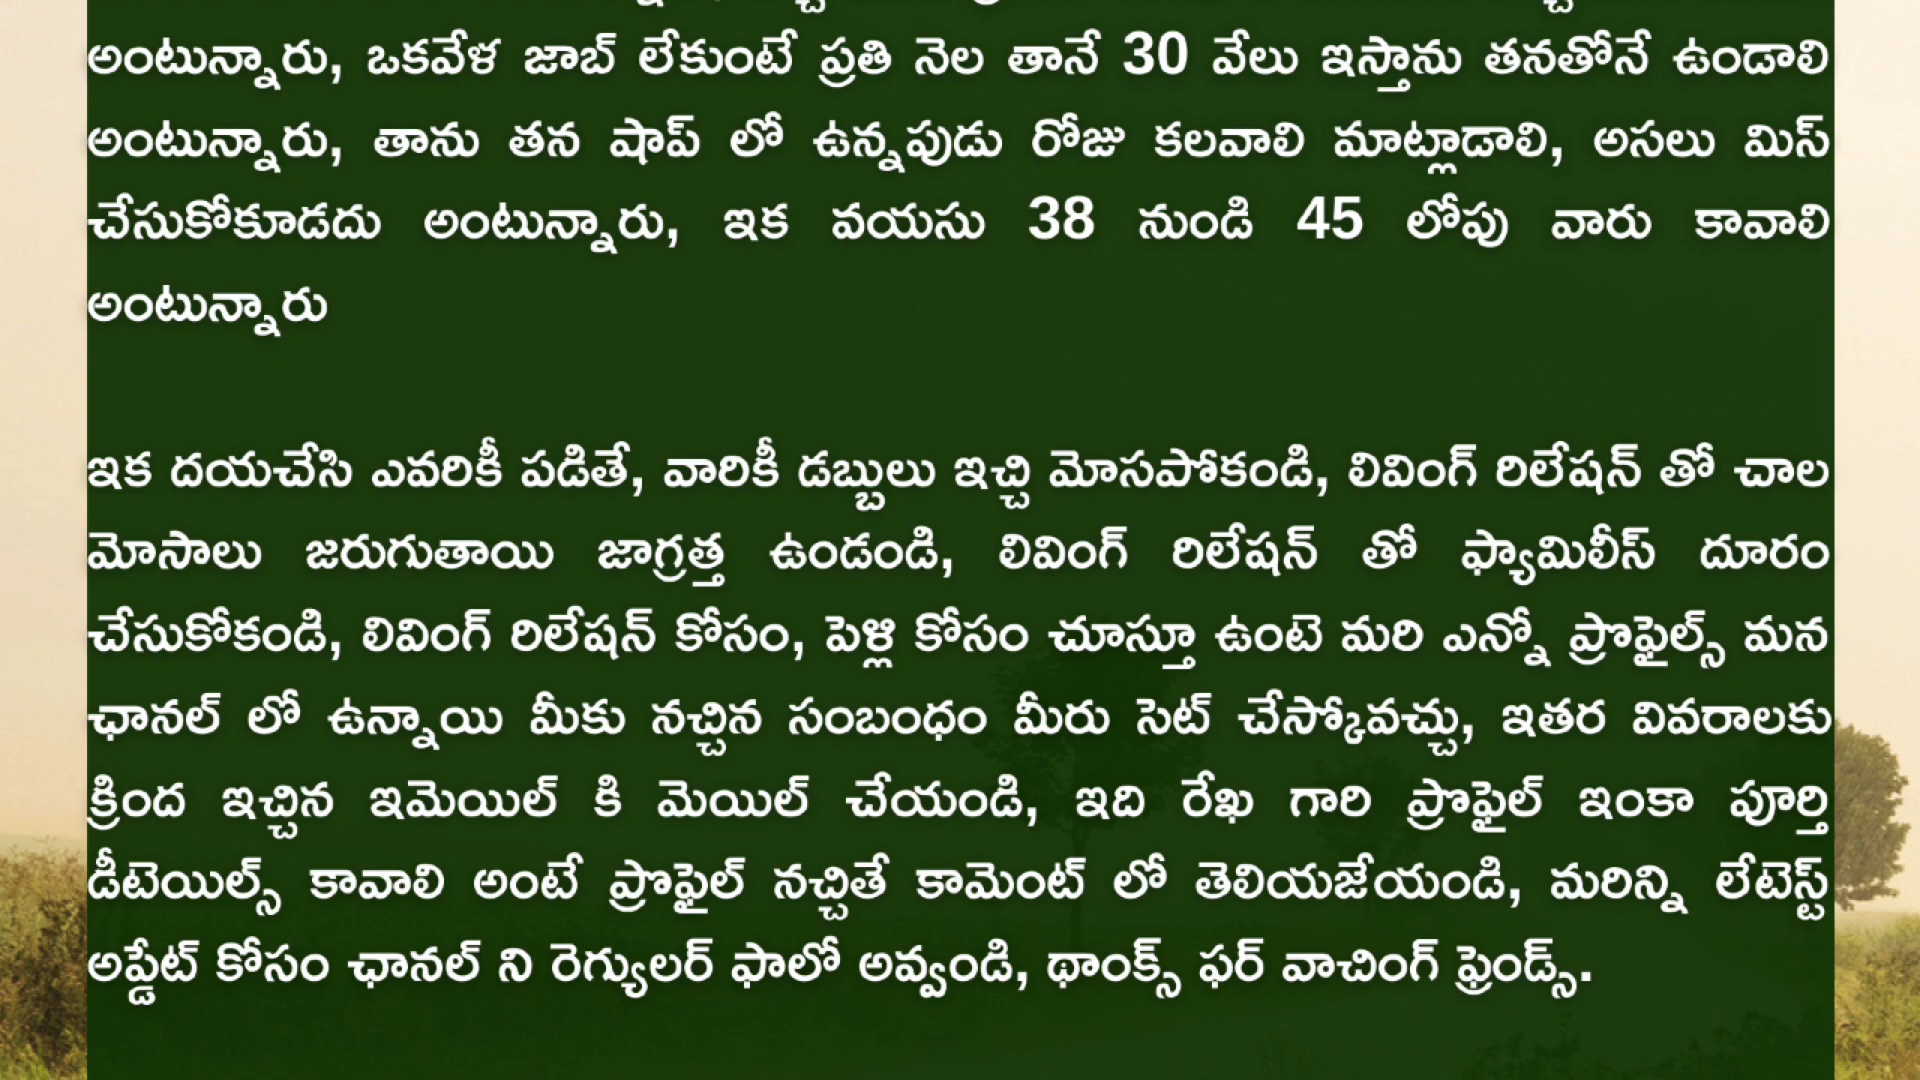 అంటున్నారు, ఒకవేళ జాబ్ లేకుంటే ప్రతి నెల తానే 30 వేలు ఇస్తాను తనతోనే ఉండాలి
అంటున్నారు, తాను తన షాప్ లో ఉన్నపుడు రోజు కలవాలి మాట్లాడాలి, అసలు మిస్
చేసుకోకూడదు అంటున్నారు, ఇక వయసు 38 నుండి 45 లోపు వారు కావాలి
అంటున్నారు
ఇక దయచేసి ఎవరికీ పడితే, వారికీ డబ్బులు ఇచ్చి మోసపోకండి, లివింగ్ రిలేషన్ తో చాల
మోసాలు జరుగుతాయి జాగ్రత్త ఉండండి, లివింగ్ రిలేషన్ తో ఫ్యామిలీస్ దూరం
చేసుకోకండి, లివింగ్ రిలేషన్ కోసం, పెళ్లి కోసం చూస్తూ ఉంటె మరి ఎన్నో ప్రొఫైల్స్ మన
ఛానల్ లో ఉన్నాయి మీకు నచ్చిన సంబంధం మీరు సెట్ చేస్కోవచ్చు, ఇతర వివరాలకు
క్రింద ఇచ్చిన ఇమెయిల్ కి మెయిల్ చేయండి, ఇది రేఖ గారి ప్రొఫైల్ ఇంకా పూర్తి
డీటెయిల్స్ కావాలి అంటే ప్రొఫైల్ నచ్చితే కామెంట్ లో తెలియజేయండి, మరిన్ని లేటెస్ట్
అప్డేట్ కోసం ఛానల్ ని రెగ్యులర్ ఫాలో అవ్వండి, థాంక్స్ ఫర్ వాచింగ్ ఫ్రెండ్స్.